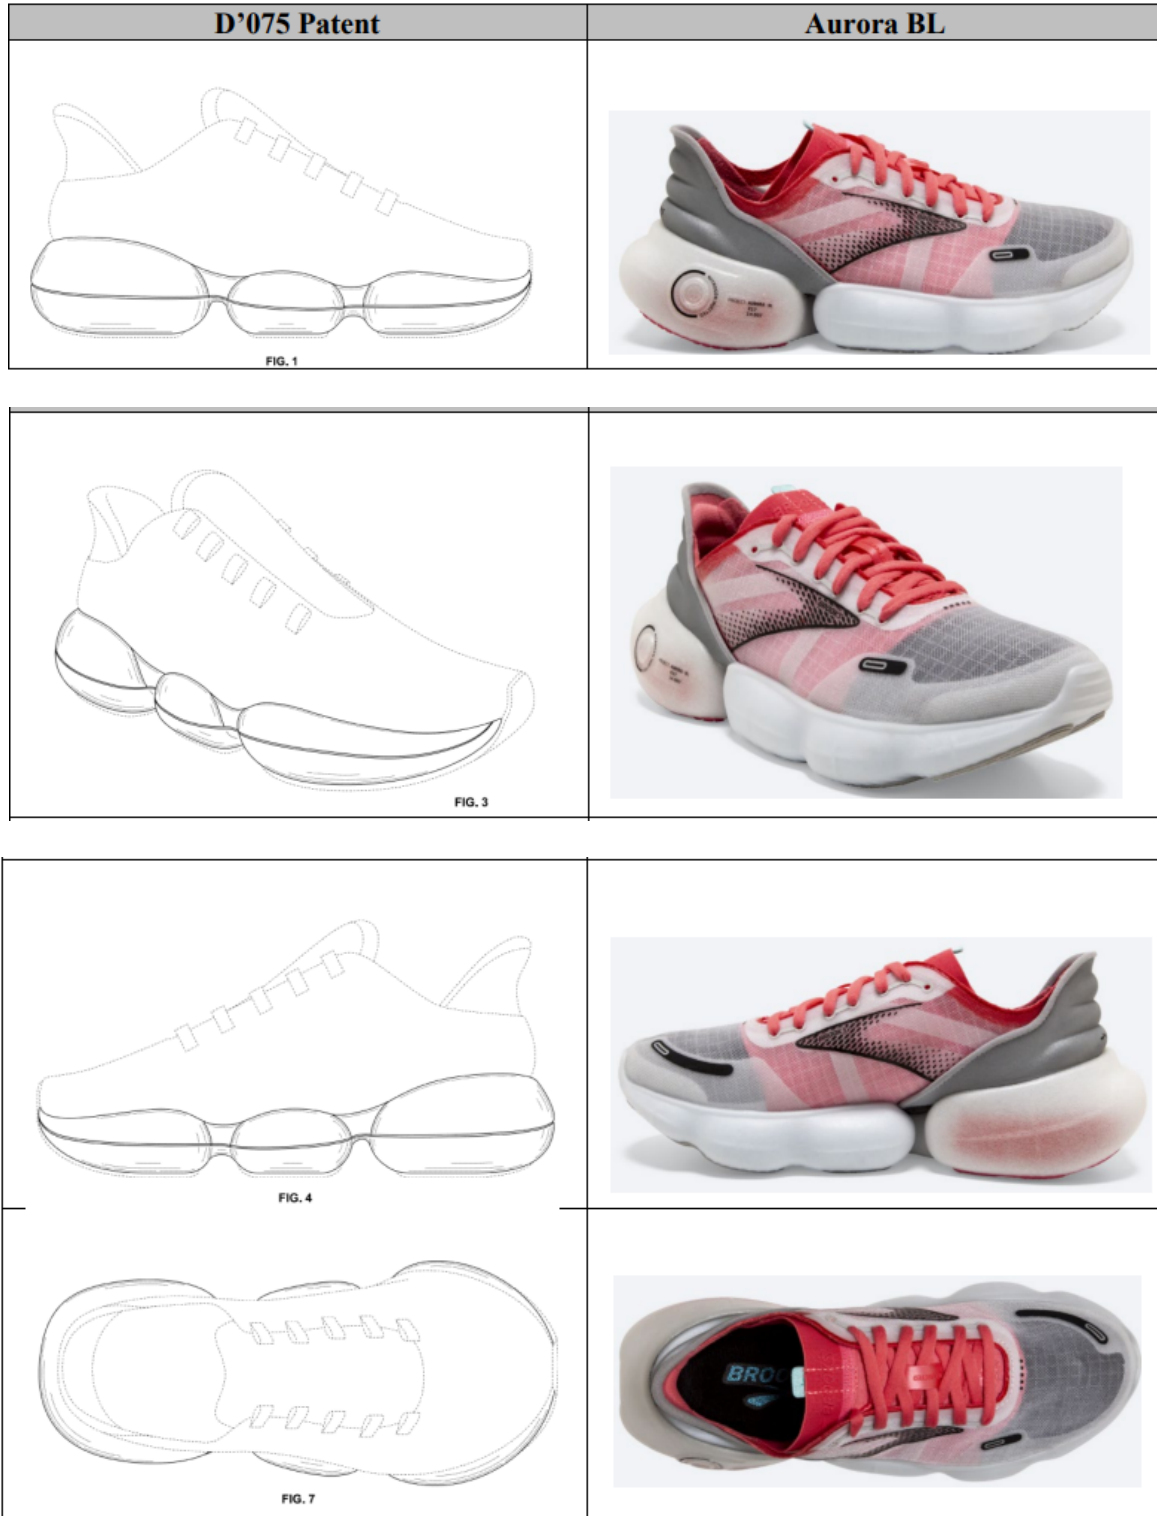 D’075 Patent
Aurora BL
FIG. 1
FIG. 3
FIG. 4
BROO
FIG. 7